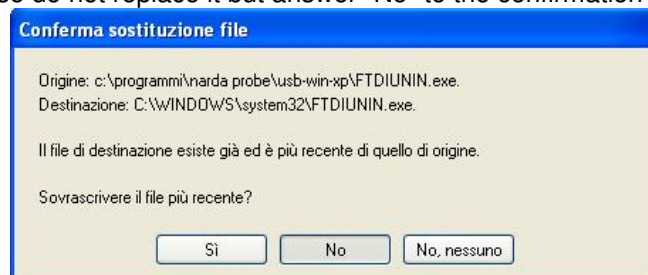 se do not replace it but answer "No" to the confirmation
Conferma sostituzione file
Origine: c:\programmi\narda probe\usb-win-xp\FTDIUNIN.exe.
Destinazione: C:\WINDOWS\system32\FTDIUNIN.exe.
Il file di destinazione esiste già ed è più recente di quello di origine.
Sovrascrivere il file più recente?
Sì No No, nessuno